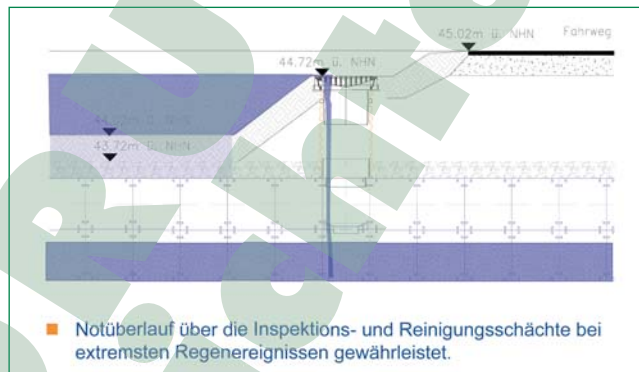 45.02m ü. NHN Fahrweg
44.72m ü. NHN
43.72m ü. NHN
Notüberlauf über die Inspektions- und Reinigungsschächte bei
extremsten Regenereignissen gewährleistet.